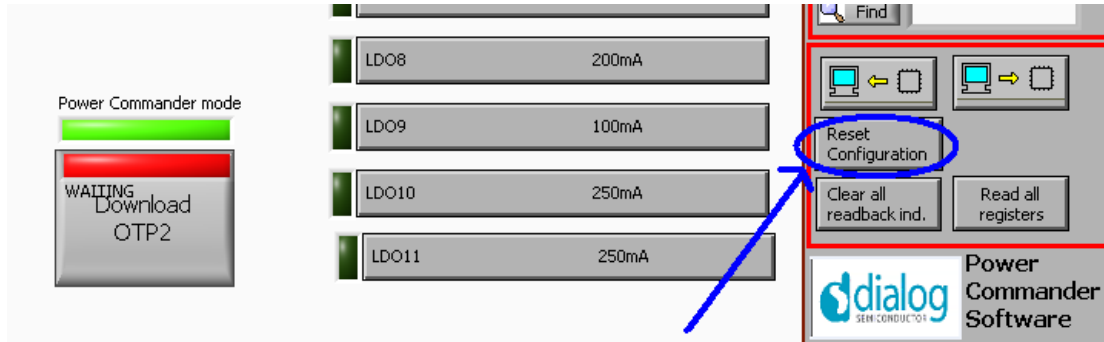 Find
LDO8 200mA
Power Commander mode
LDO9 100mA
Reset
Configuration
WAITING
Download
OTP2
LDO10 250mA
Clear all
readback ind.
Read all
registers
LDO11 250mA
dialog
SEMICONDUCTOR
Power
Commander
Software